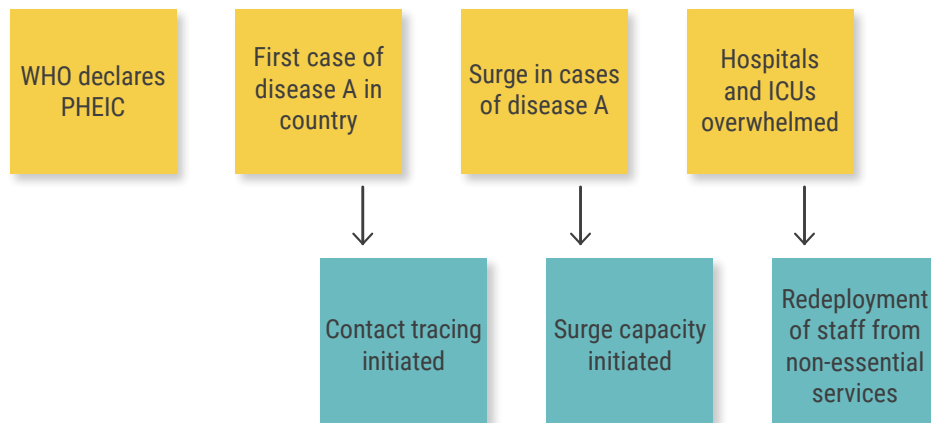 WHO declares
PHEIC
First case of
disease A in
country
Surge in cases
of disease A
Hospitals
and ICUs
overwhelmed
Contact tracing
initiated
Surge capacity
initiated
Redeployment
of staff from
non-essential
services